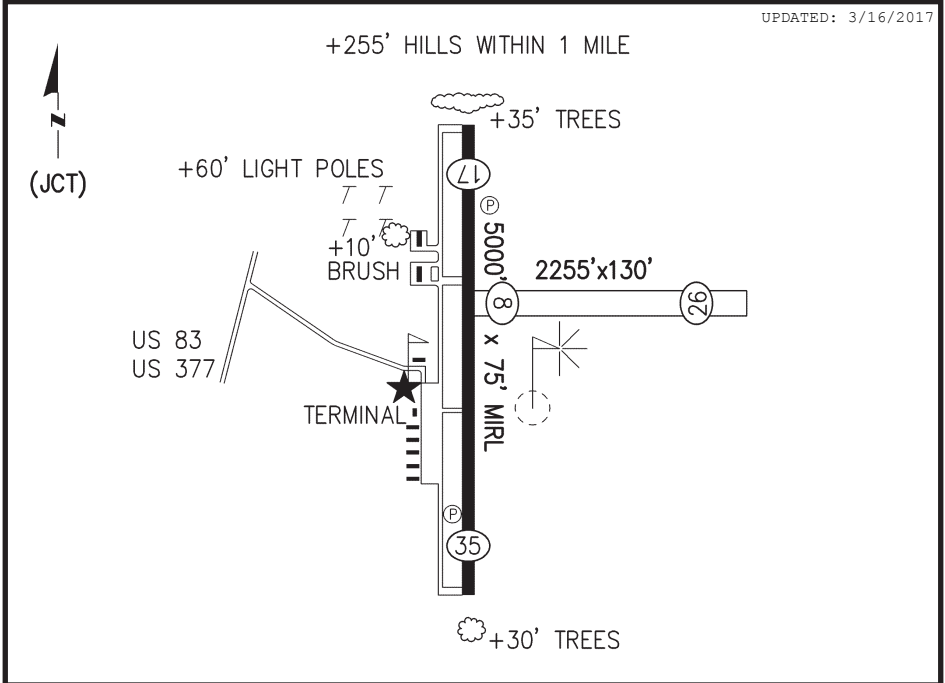 UPDATED: 3/16/2017
+255' HILLS WITHIN 1 MILE
+35' TREES
N
(JCT)
+60' LIGHT POLES
17
P
+10'
BRUSH
5000' x 75' MIRL
2255'x130'
8
26
US 83
US 377
TERMINAL
P
35
+30' TREES